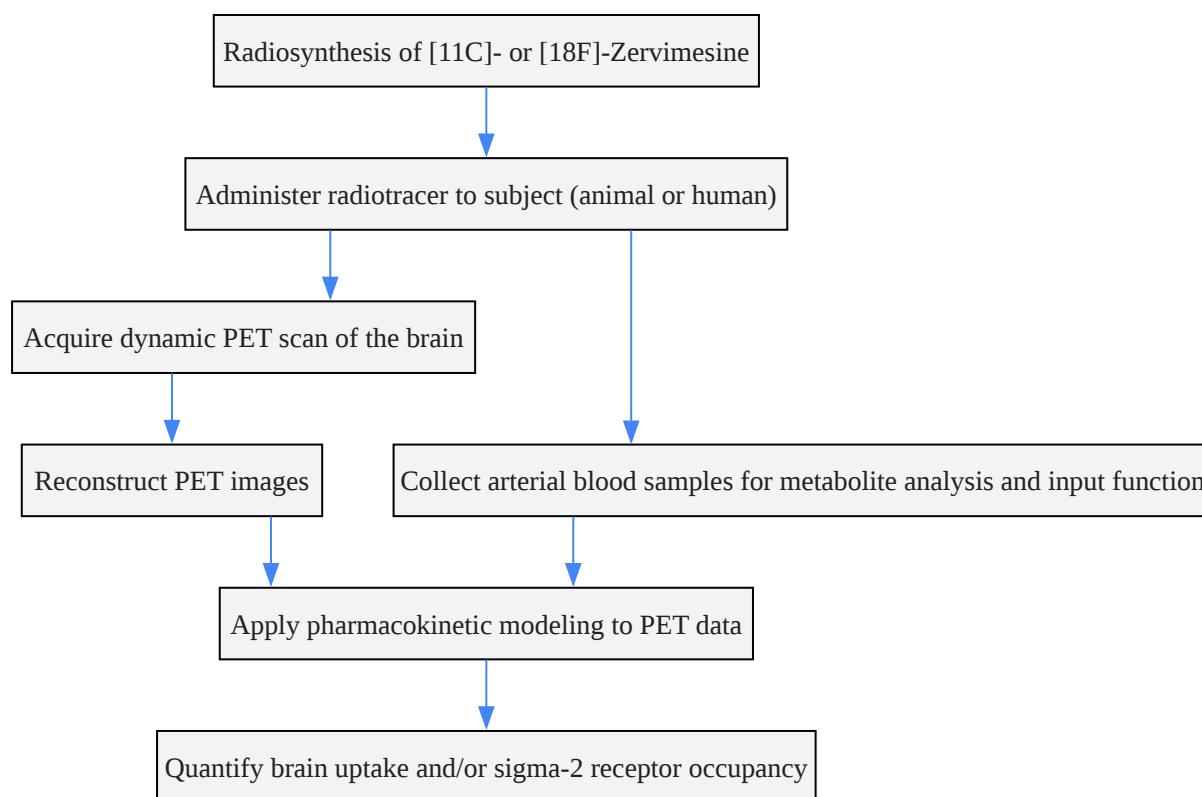 Radiosynthesis of [11C]- or [18F]-Zervimesine
Administer radiotracer to subject (animal or human)
Acquire dynamic PET scan of the brain
Reconstruct PET images
Collect arterial blood samples for metabolite analysis and input function
Apply pharmacokinetic modeling to PET data
Quantify brain uptake and/or sigma-2 receptor occupancy